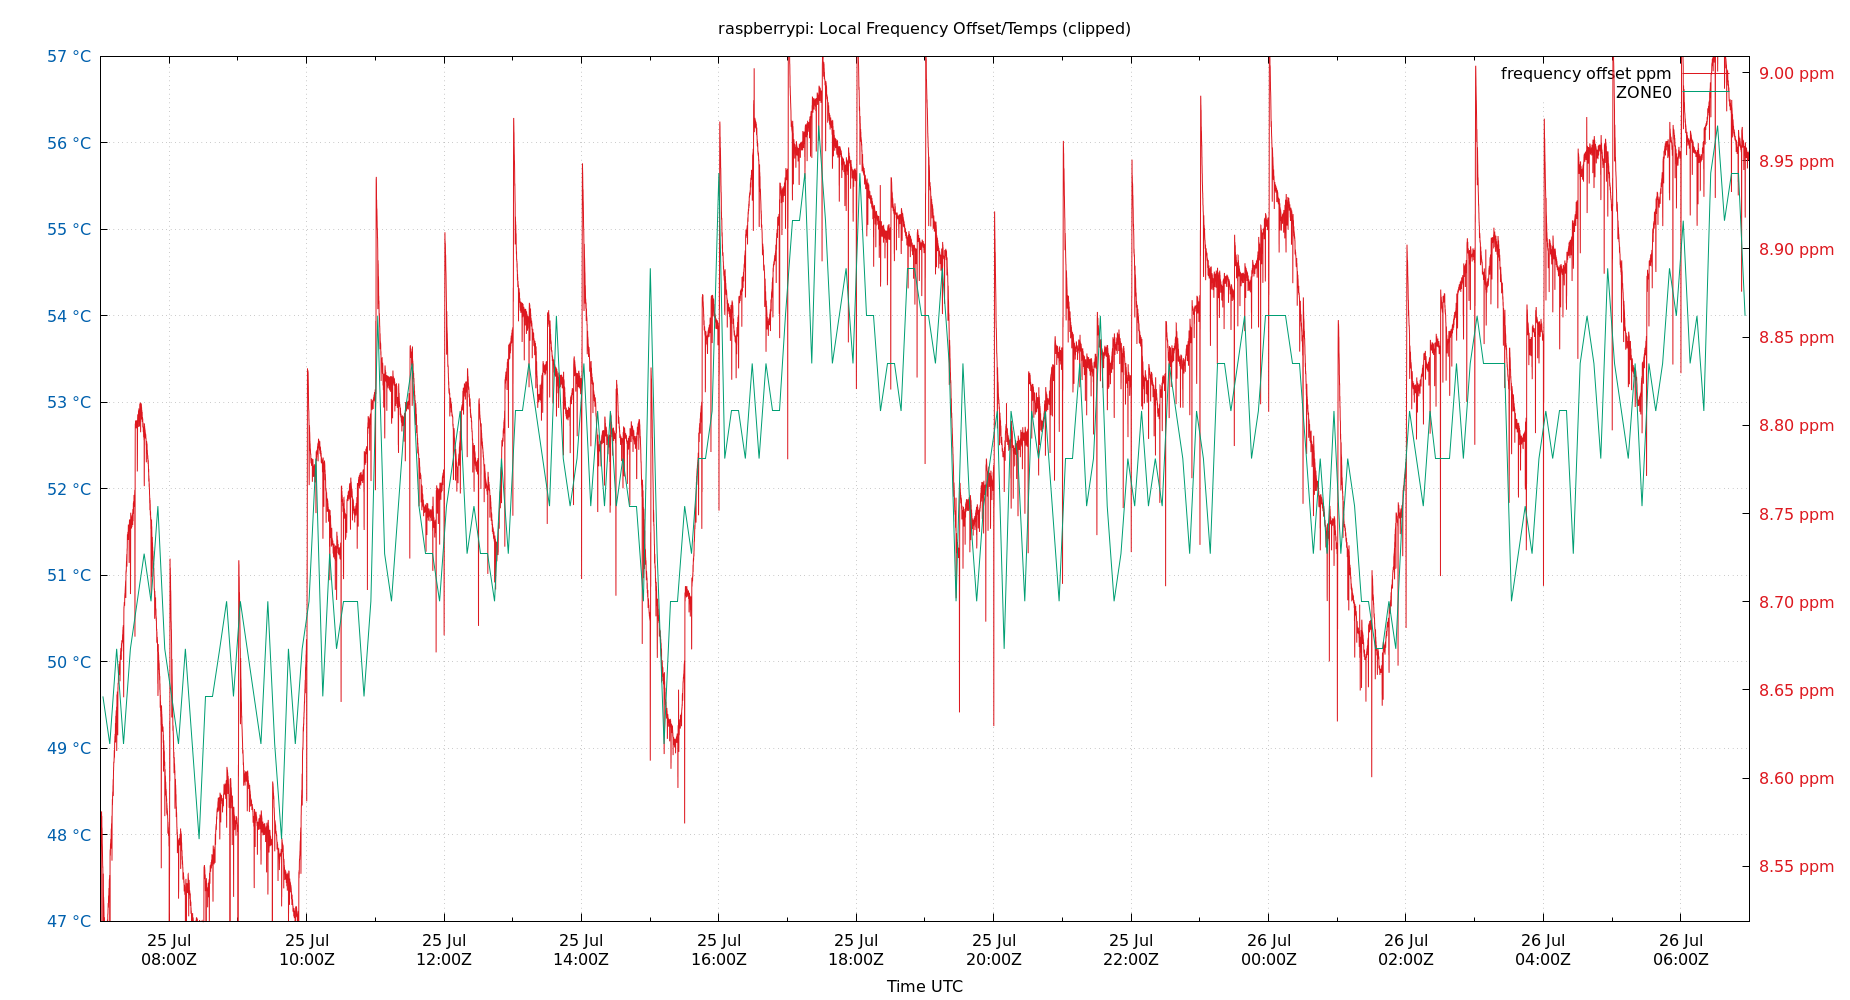 raspberrypi: Local Frequency Offset/Temps (clipped)
57 °C
56 °C
55 °C
54 °C
53 °C
52 °C
51 °C
50 °C
49 °C
48 °C
47 °C
frequency offset ppm
ZONE0
9.00 ppm
8.95 ppm
8.90 ppm
8.85 ppm
8.80 ppm
8.75 ppm
8.70 ppm
8.65 ppm
8.60 ppm
8.55 ppm
25 Jul 25 Jul 25 Jul 25 Jul 25 Jul 25 Jul 25 Jul 25 Jul 26 Jul 26 Jul 26 Jul 26 Jul
08:00Z 10:00Z 12:00Z 14:00Z 16:00Z 18:00Z 20:00Z 22:00Z 00:00Z 02:00Z 04:00Z 06:00Z
Time UTC